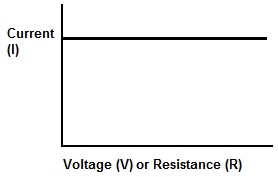 Current
(I)
Voltage (V) or Resistance (R)